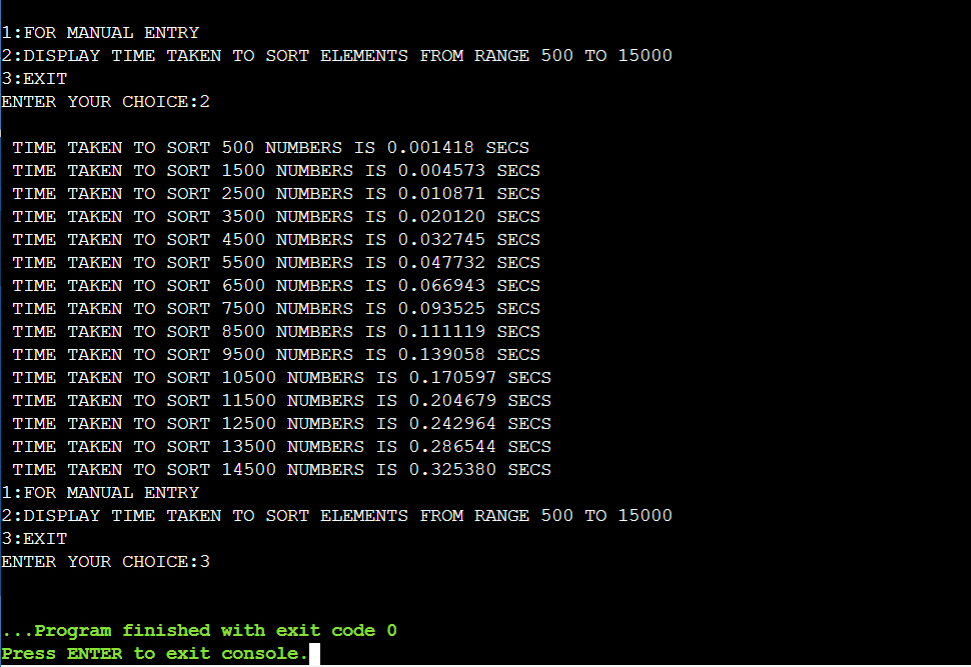 1:FOR MANUAL ENTRY
2:DISPLAY TIME TAKEN TO SORT ELEMENTS FROM RANGE 500 TO 15000
3:EXIT
ENTER YOUR CHOICE:2
TIME TAKEN TO SORT 500 NUMBERS IS 0.001418 SECS
TIME TAKEN TO SORT 1500 NUMBERS IS 0.004573 SECS
TIME TAKEN TO SORT 2500 NUMBERS IS 0.010871 SECS
TIME TAKEN TO SORT 3500 NUMBERS IS 0.020120 SECS
TIME TAKEN TO SORT 4500 NUMBERS IS 0.032745 SECS
TIME TAKEN TO SORT 5500 NUMBERS IS 0.047732 SECS
TIME TAKEN TO SORT 6500 NUMBERS IS 0.066943 SECS
TIME TAKEN TO SORT 7500 NUMBERS IS 0.093525 SECS
TIME TAKEN TO SORT 8500 NUMBERS IS 0.111119 SECS
TIME TAKEN TO SORT 9500 NUMBERS IS 0.139058 SECS
TIME TAKEN TO SORT 10500 NUMBERS IS 0.170597 SECS
TIME TAKEN TO SORT 11500 NUMBERS IS 0.204679 SECS
TIME TAKEN TO SORT 12500 NUMBERS IS 0.242964 SECS
TIME TAKEN TO SORT 13500 NUMBERS IS 0.286544 SECS
TIME TAKEN TO SORT 14500 NUMBERS IS 0.325380 SECS
1:FOR MANUAL ENTRY
2:DISPLAY TIME TAKEN TO SORT ELEMENTS FROM RANGE 500 TO 15000
3:EXIT
ENTER YOUR CHOICE:3
...Program finished with exit code 0
Press ENTER to exit console.